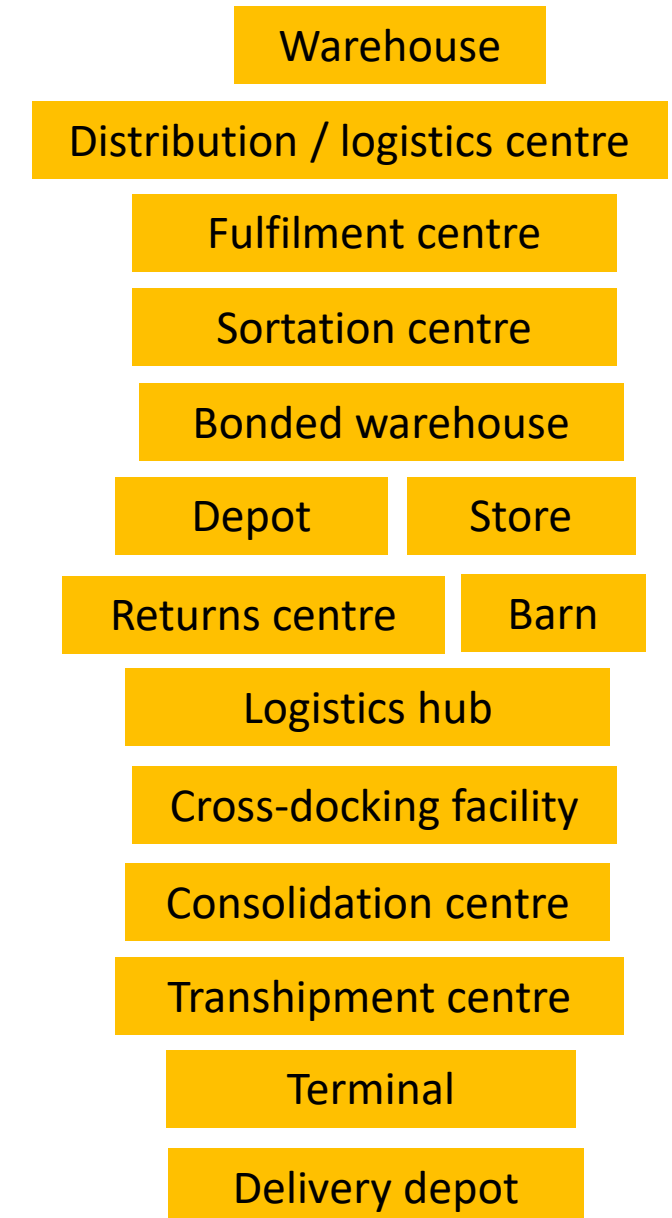 Warehouse
Distribution / logistics centre
Fulfilment centre
Sortation centre
Bonded warehouse
Depot
Store
Returns centre
Barn
Logistics hub
Cross-docking facility
Consolidation centre
Transhipment centre
Terminal
Delivery depot